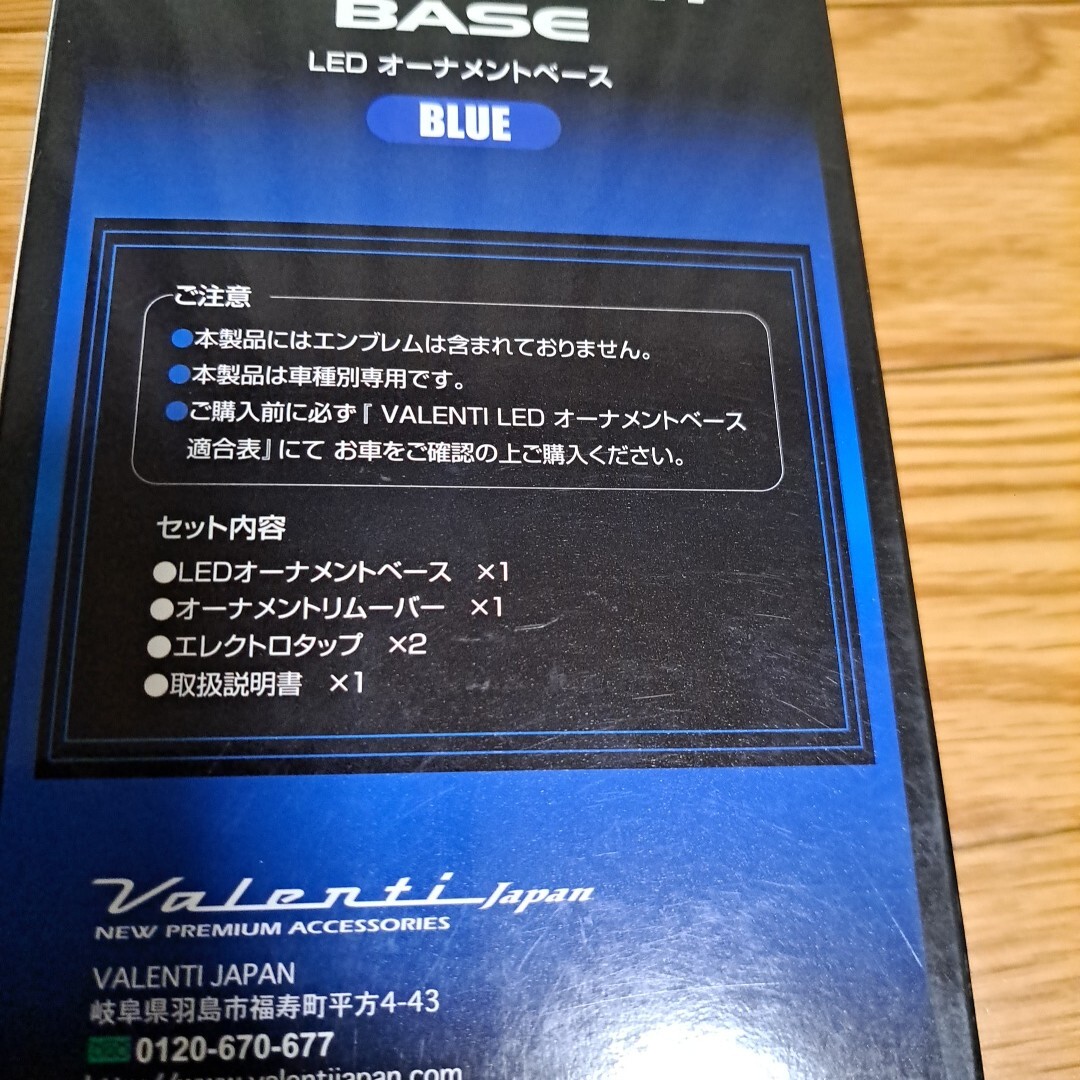 BASE
LED オーナメントベース
BLUE
ご注意
●本製品にはエンブレムは含まれておりません。
●本製品は車種別専用です。
●ご購入前に必ず『 VALENTI LED オーナメントベース
適合表』にて お車をご確認の上ご購入ください。
セット内容
●LEDオーナメントベース ×1
●オーナメントリムーバー ×1
●エレクトロタップ ×2
●取扱説明書 ×1
Valenti Japan
NEW PREMIUM ACCESSORIES
VALENTI JAPAN
岐阜県羽島市福寿町平方4-43
0120-670-677
http://www.valentijapan.com